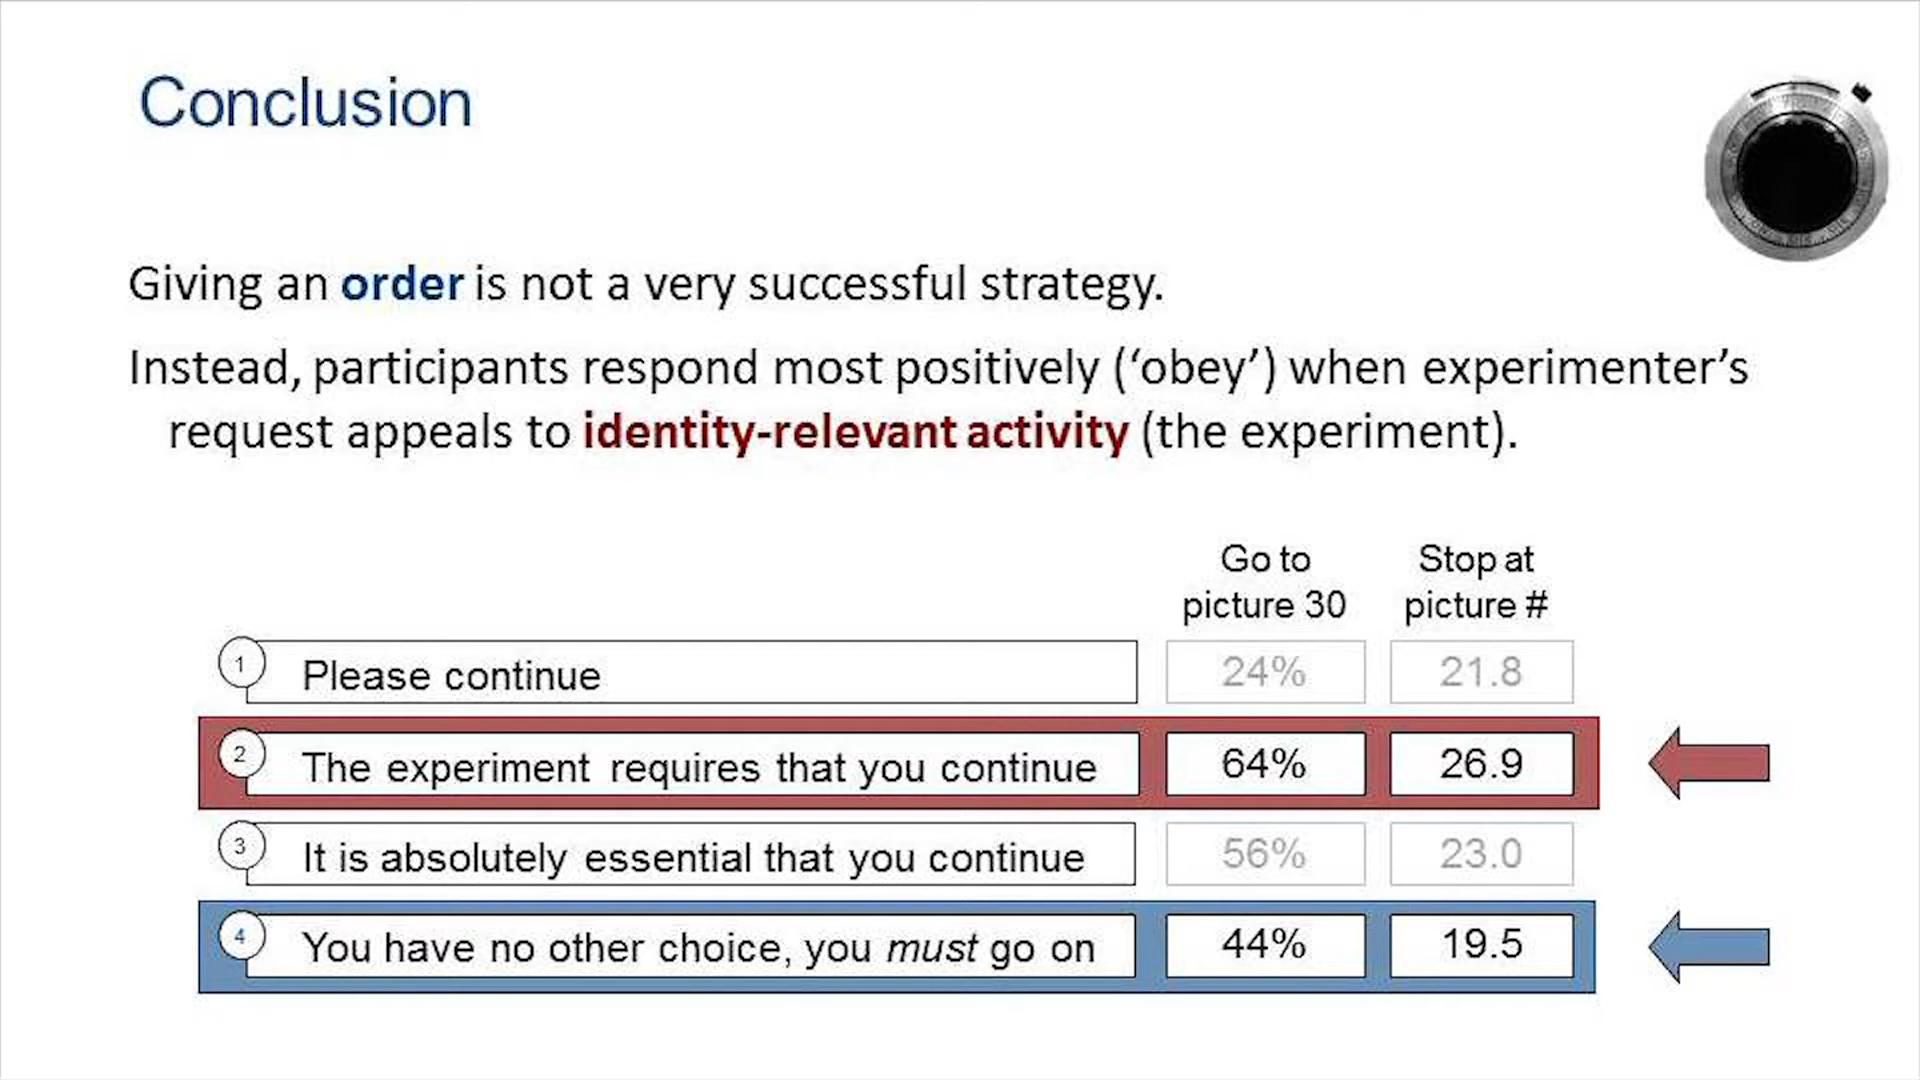 Conclusion
Giving an order is not a very successful strategy.
Instead, participants respond most positively (‘obey’) when experimenter’s
request appeals to identity-relevant activity (the experiment).
Go to
picture 30
Stop at
picture #
1 Please continue 24% 21.8
2 The experiment requires that you continue 64% 26.9
3 It is absolutely essential that you continue 56% 23.0
4 You have no other choice, you must go on 44% 19.5